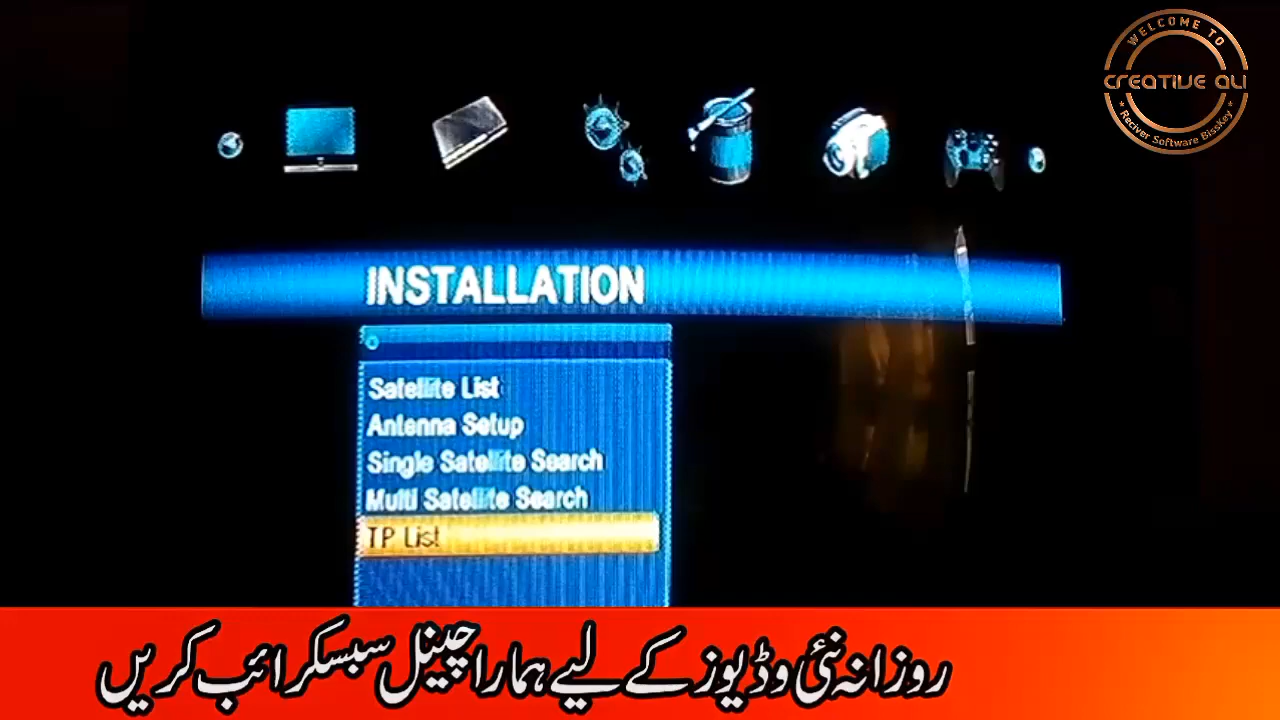 WELCOME TO
CREATIVE ALI
* Reciver Software BissKey *
INSTALLATION
Satellite List
Antenna Setup
Single Satellite Search
Multi Satellite Search
TP List
روزانہ نئی وڈیوز کے لیے ہمارا چینل سبسکرائب کریں